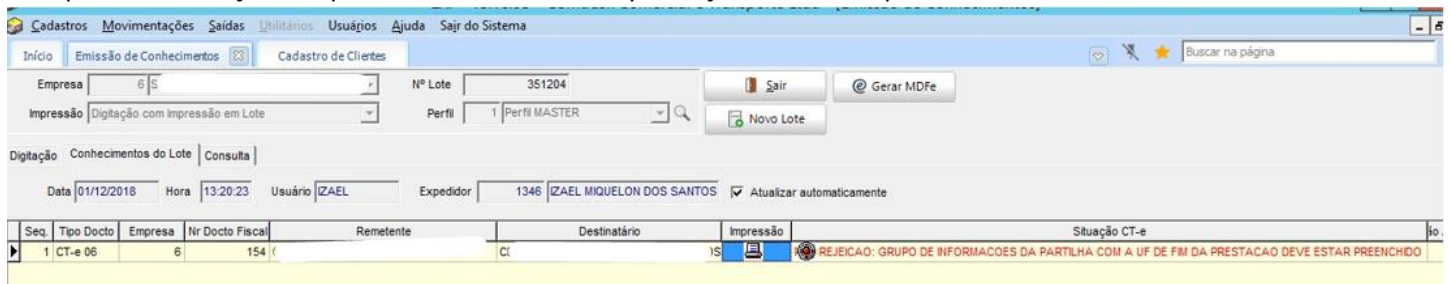 Cadastros Movimentações Saídas Utilitários Usuários Ajuda Sair do Sistema
Início Emissão de Conhecimentos Cadastro de Clientes Buscar na página
Empresa 6 S Nº Lote 351204 Sair Gerar MDFe
Impressão Digitação com Impressão em Lote Perfil 1 Perfil MASTER Novo Lote
Digitação Conhecimentos do Lote Consulta
Data 01/12/2018 Hora 13:20:23 Usuário IZAEL Expedidor 1346 IZAEL MIQUELON DOS SANTOS Atualizar automaticamente
Seq. Tipo Docto Empresa Nr Docto Fiscal Remetente Destinatário Impressão Situação CT-e
1 CT-e 06 6 154 REJEICAO: GRUPO DE INFORMACOES DA PARTILHA COM A UF DE FIM DA PRESTACAO DEVE ESTAR PREENCHIDO